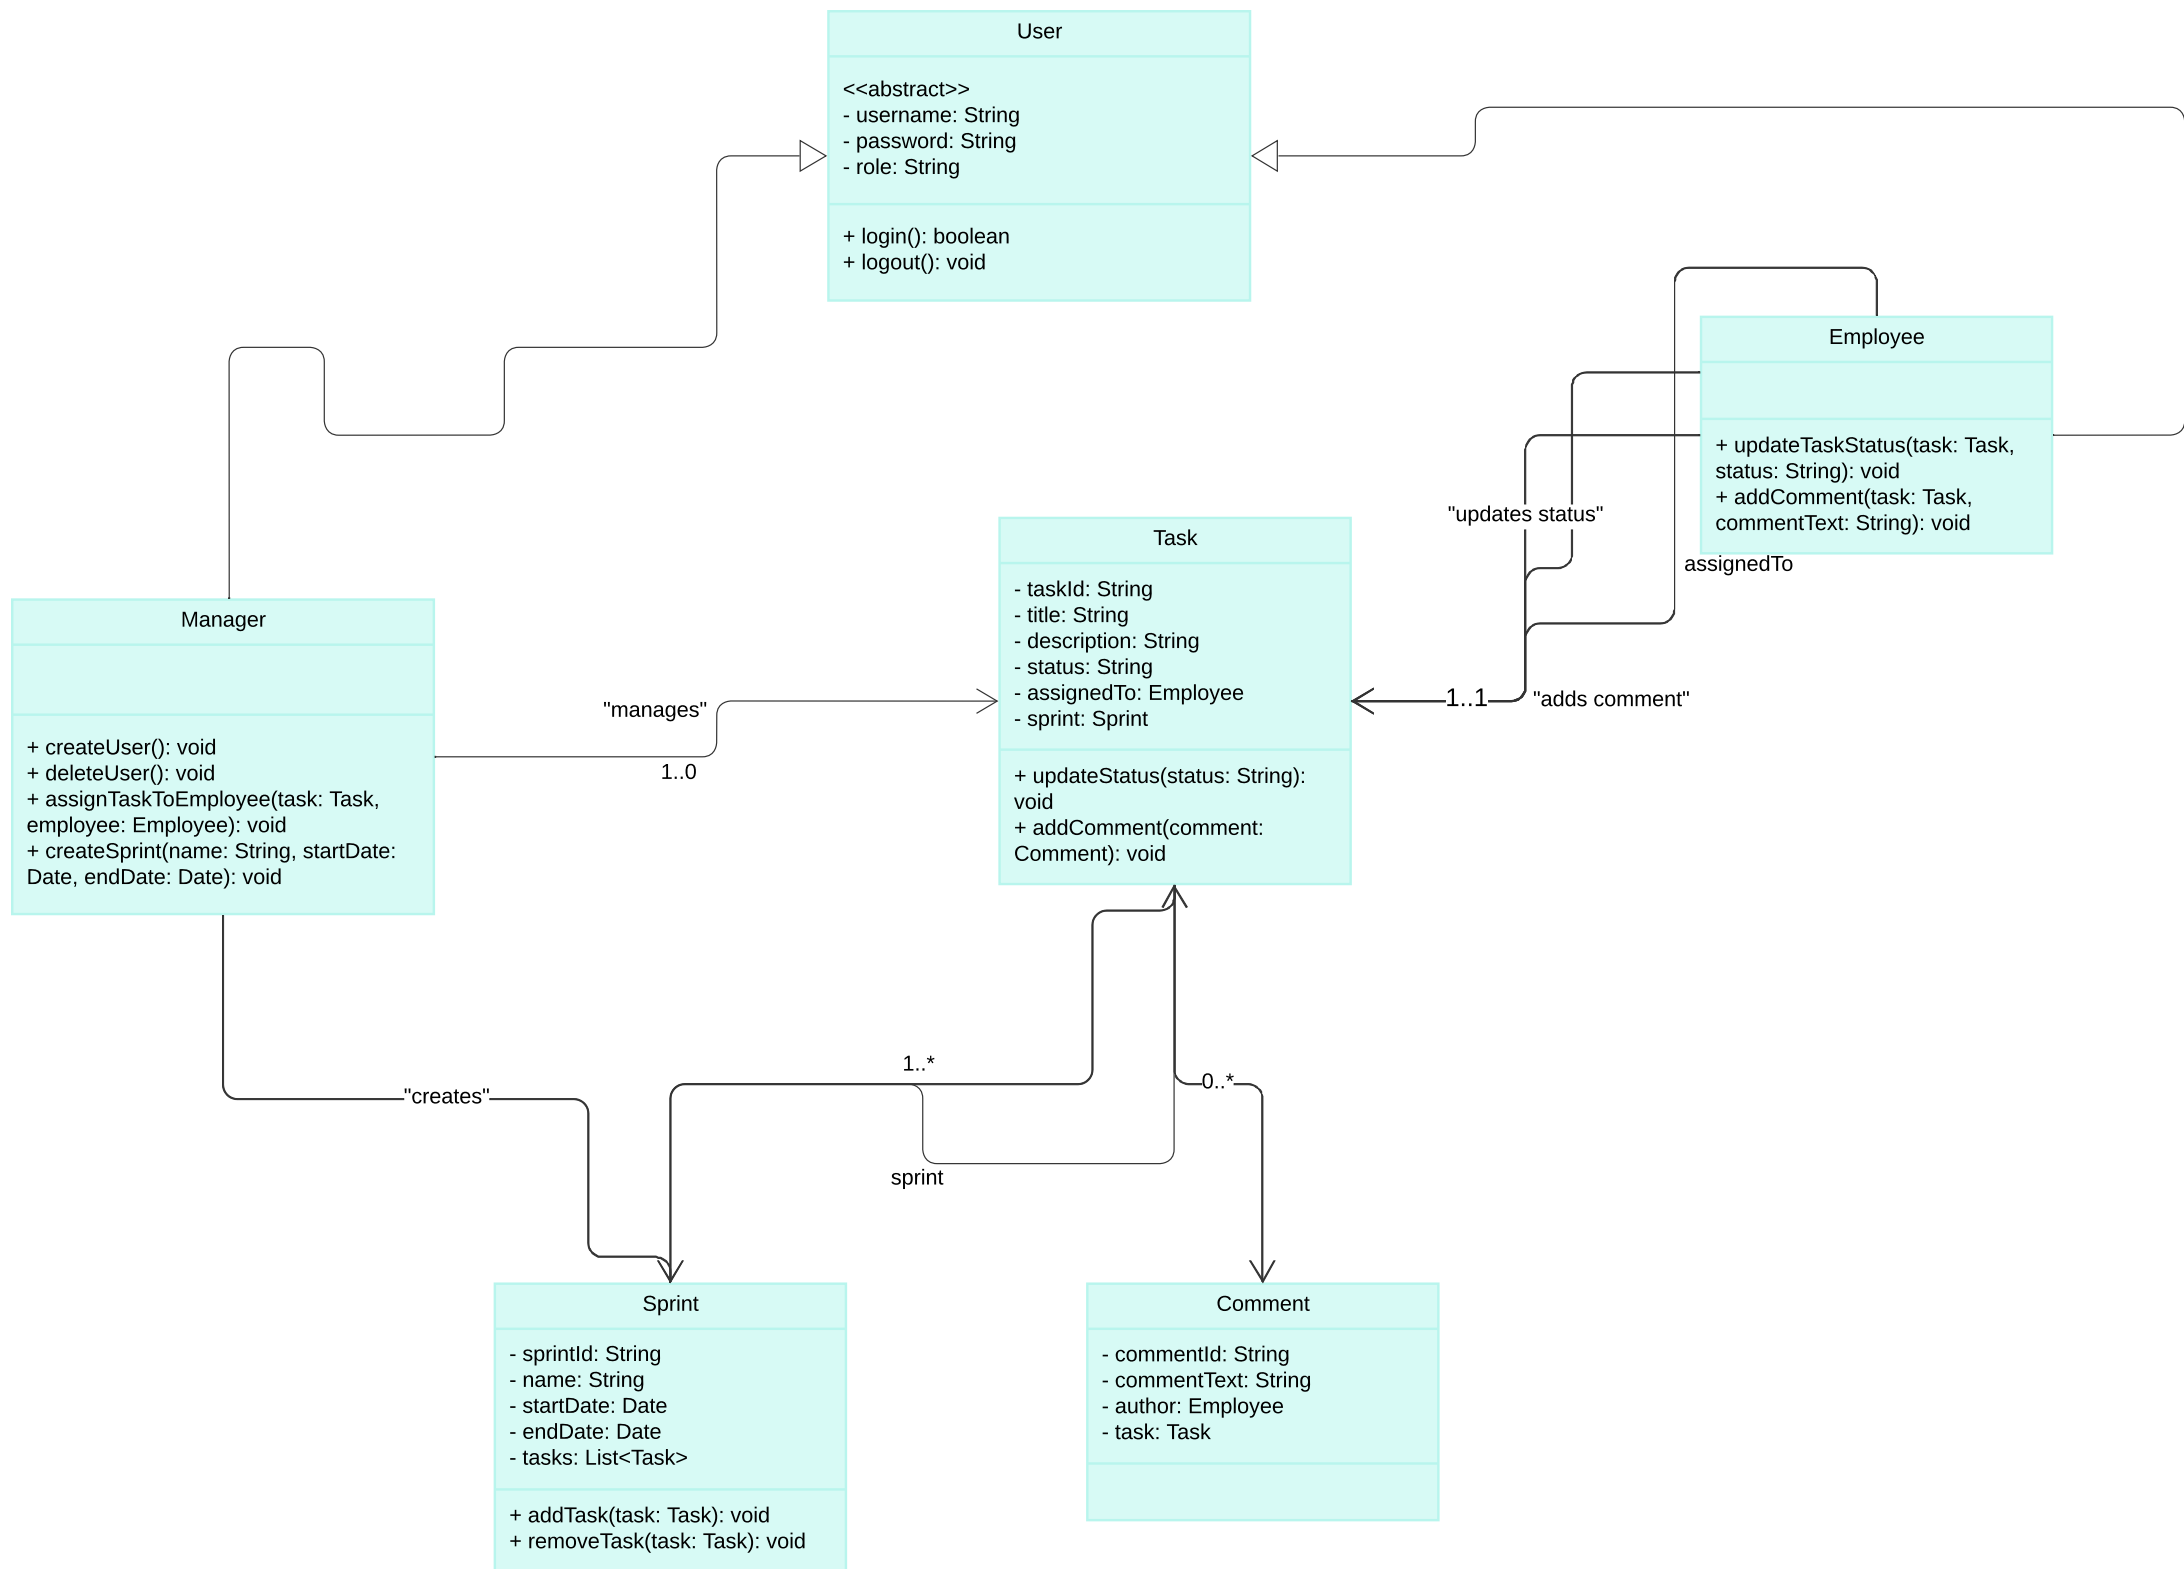 User
<<abstract>>
- username: String
- password: String
- role: String
+ login(): boolean
+ logout(): void
Employee
+ updateTaskStatus(task: Task,
status: String): void
+ addComment(task: Task,
commentText: String): void
"updates status"
assignedTo
Task
- taskId: String
- title: String
- description: String
- status: String
- assignedTo: Employee
- sprint: Sprint
+ updateStatus(status: String):
void
+ addComment(comment:
Comment): void
1..1
"adds comment"
Manager
+ createUser(): void
+ deleteUser(): void
+ assignTaskToEmployee(task: Task,
employee: Employee): void
+ createSprint(name: String, startDate:
Date, endDate: Date): void
"manages"
1..0
"creates"
1..*
0..*
sprint
Sprint
- sprintId: String
- name: String
- startDate: Date
- endDate: Date
- tasks: List<Task>
+ addTask(task: Task): void
+ removeTask(task: Task): void
Comment
- commentId: String
- commentText: String
- author: Employee
- task: Task